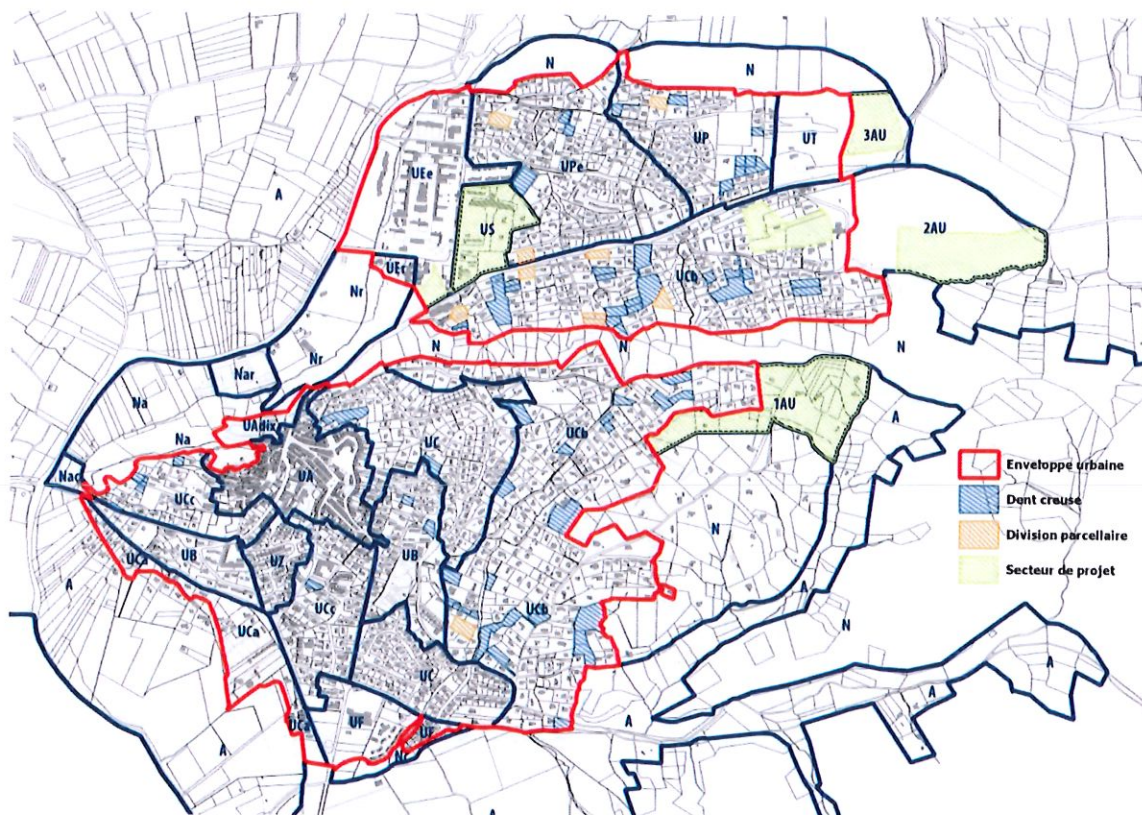 N
N
UP
UT
3AU
UEe
UPe
A
US
2AU
UEc
UCb
Nr
Nr
N
N
N
Nar
1AU
Na
A
UAdix
UC
UCb
Na
Enveloppe urbaine
UA
Nac
Dent creuse
UCc
N
Division parcellaire
UB
UZ
UB
UCa
Secteur de projet
A
UCc
UCb
A
N
UCa
A
UC
A
UCa
UF
A
A
UF
A